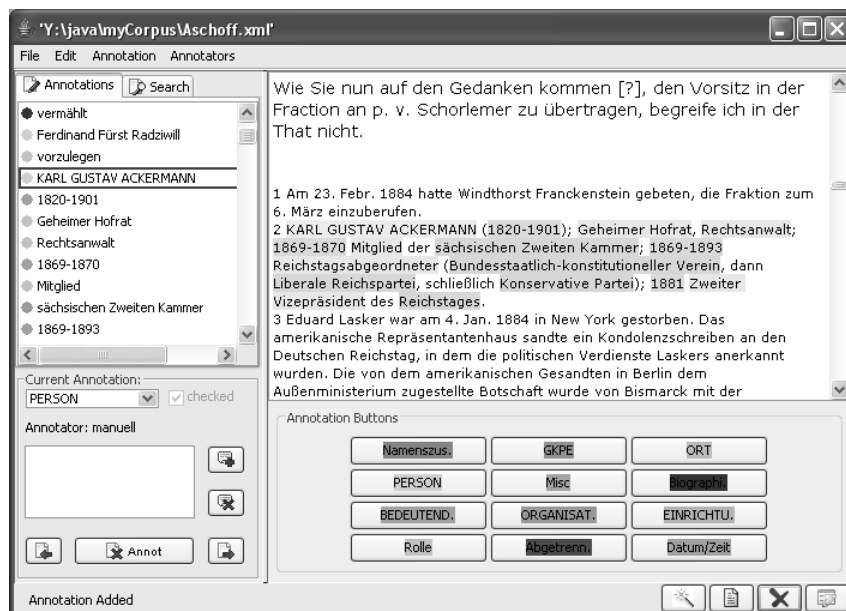 'Y:\java\myCorpus\Aschoff.xml'
File Edit Annotation Annotators
Annotations Search
vermählt
Ferdinand Fürst Radziwill
vorzulegen
KARL GUSTAV ACKERMANN
1820-1901
Geheimer Hofrat
Rechtsanwalt
1869-1870
Mitglied
sächsischen Zweiten Kammer
1869-1893
Current Annotation:
PERSON checked
Annotator: manuell
Annot
Wie Sie nun auf den Gedanken kommen [?], den Vorsitz in der
Fraction an p. v. Schorlemer zu übertragen, begreife ich in der
That nicht.
1 Am 23. Febr. 1884 hatte Windthorst Franckenstein gebeten, die Fraktion zum
6. März einzuberufen.
2 KARL GUSTAV ACKERMANN (1820-1901); Geheimer Hofrat, Rechtsanwalt;
1869-1870 Mitglied der sächsischen Zweiten Kammer; 1869-1893
Reichstagsabgeordneter (Bundesstaatlich-konstitutioneller Verein, dann
Liberale Reichspartei, schließlich Konservative Partei); 1881 Zweiter
Vizepräsident des Reichstages.
3 Eduard Lasker war am 4. Jan. 1884 in New York gestorben. Das
amerikanische Repräsentantenhaus sandte ein Kondolenzschreiben an den
Deutschen Reichstag, in dem die politischen Verdienste Laskers anerkannt
wurden. Die von dem amerikanischen Gesandten in Berlin dem
Außenministerium zugestellte Botschaft wurde von Bismarck mit der
Annotation Buttons
Namenszus. GKPE ORT
PERSON Misc Biographi.
BEDEUTEND. ORGANISAT. EINRICHTU.
Rolle Abgetrenn. Datum/Zeit
Annotation Added